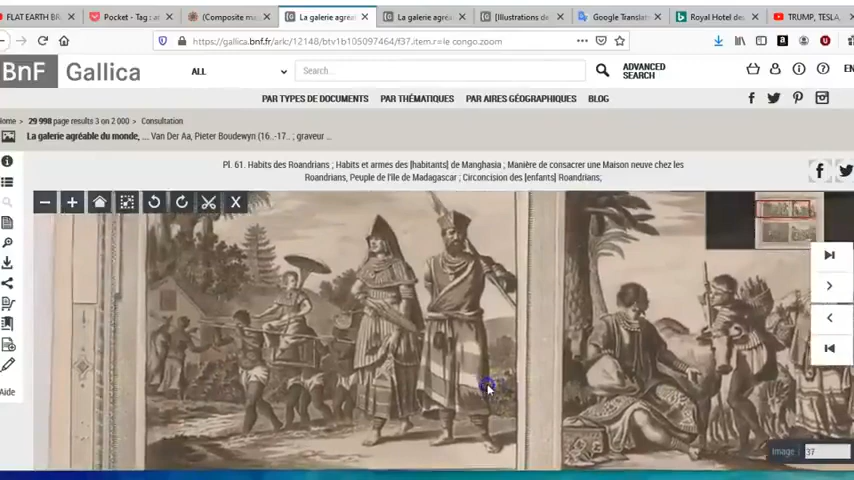 FLAT EARTH B
Pocket - Tag : a
(Composite m
La galerie agréa
La galerie agréa
[Illustrations de
Google Translat
Royal Hotel des
TRUMP, TESLA,
https://gallica.bnf.fr/ark:/12148/btv1b105097464/f37.item.r=le congo.zoom
BnF Gallica
ALL
Search...
ADVANCED SEARCH
EN
PAR TYPES DE DOCUMENTS PAR THÉMATIQUES PAR AIRES GÉOGRAPHIQUES BLOG
Home > 29 998 page results 3 on 2 000 > Consultation
La galerie agréable du monde, .... Van Der Aa, Pieter Boudewyn (16..-17.. ; graveur ...
Pl. 61. Habits des Roandrians ; Habits et armes des [habitants] de Manghasia ; Manière de consacrer une Maison neuve chez les
Roandrians, Peuple de l'Ile de Madagascar ; Circoncision des [enfants] Roandrians;
Aide
Image 37